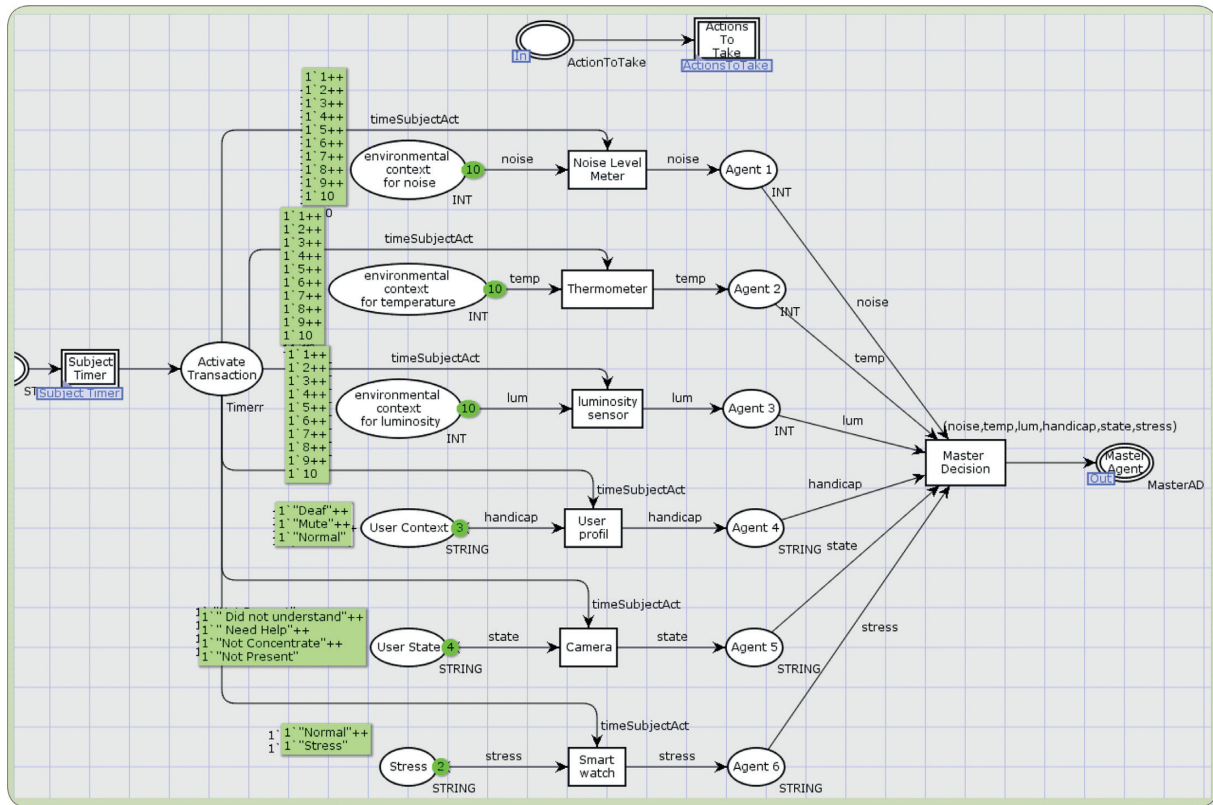 Actions
To
Take
In
ActionToTake
ActionsToTake
1`1++
1`2++
1`3++
1`4++
1`5++
1`6++
1`7++
1`8++
1`9++
1`10
timeSubjectAct
environmental
context
for noise
10
noise
INT
Noise Level
Meter
noise
Agent 1
INT
noise
0
1`1++
1`2++
1`3++
1`4++
1`5++
1`6++
1`7++
1`8++
1`9++
1`10
timeSubjectAct
environmental
context
for temperature
10
temp
INT
Thermometer
temp
Agent 2
INT
temp
Subject
Timer
Subject Timer
Activate
Transaction
Timerr
1`1++
1`2++
1`3++
1`4++
1`5++
1`6++
1`7++
1`8++
1`9++
1`10
timeSubjectAct
environmental
context
for luminosity
10
lum
INT
luminosity
sensor
lum
Agent 3
INT
lum
(noise,temp,lum,handicap,state,stress)
Master
Decision
Master
Agent
Out
MasterAD
1`"Deaf"++
1`"Mute"++
1`"Normal"
User Context
3
handicap
STRING
timeSubjectAct
User
profil
handicap
Agent 4
STRING
handicap
1`" Did not understand"++
1`" Need Help"++
1`"Not Concentrate"++
1`"Not Present"
User State
4
state
STRING
timeSubjectAct
Camera
state
Agent 5
STRING
state
1`"Normal"++
1`"Stress"
1`
1`
Stress
2
stress
STRING
timeSubjectAct
Smart
watch
stress
Agent 6
STRING
stress